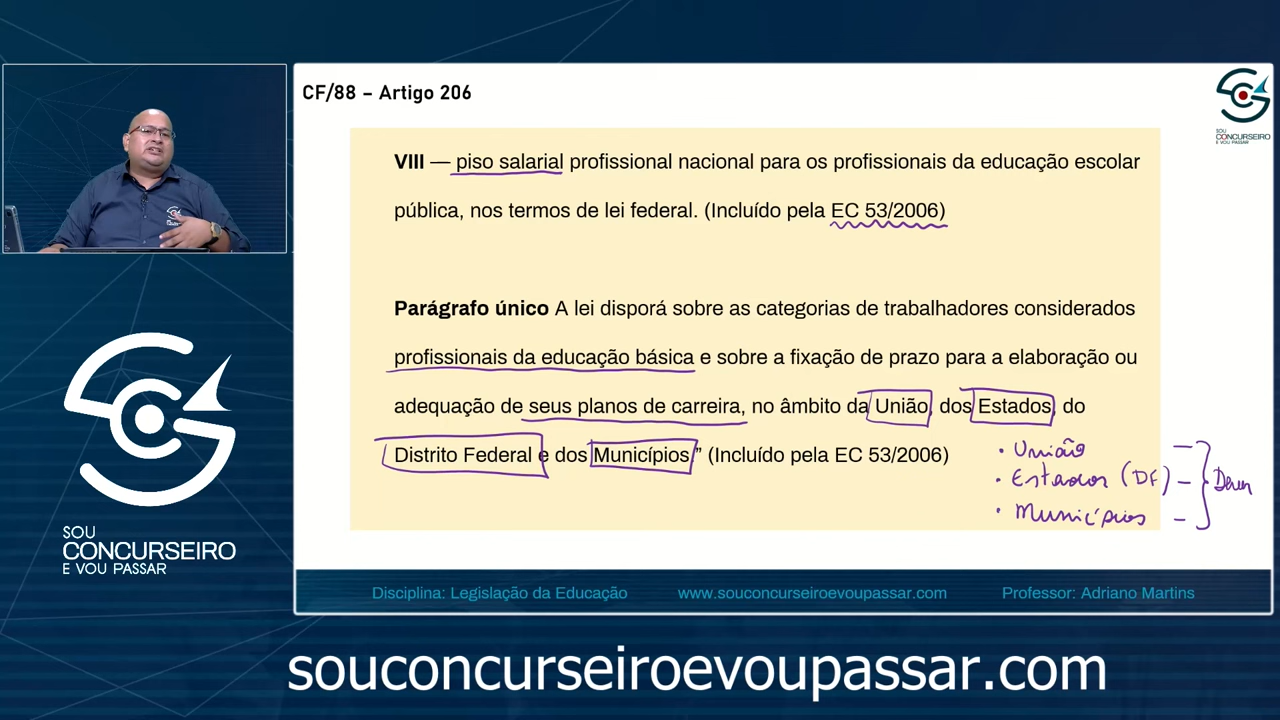 CF/88 – Artigo 206
SOU
CONCURSEIRO
E VOU PASSAR
VIII — piso salarial profissional nacional para os profissionais da educação escolar
pública, nos termos de lei federal. (Incluído pela EC 53/2006)
Parágrafo único A lei disporá sobre as categorias de trabalhadores considerados
profissionais da educação básica e sobre a fixação de prazo para a elaboração ou
adequação de seus planos de carreira, no âmbito da União, dos Estados, do
Distrito Federal e dos Municípios” (Incluído pela EC 53/2006)
• União
• Estados (DF)
• Municípios
SOU
CONCURSEIRO
E VOU PASSAR
Disciplina: Legislação da Educação www.souconcurseiroevoupassar.com Professor: Adriano Martins
souconcurseiroevoupassar.com